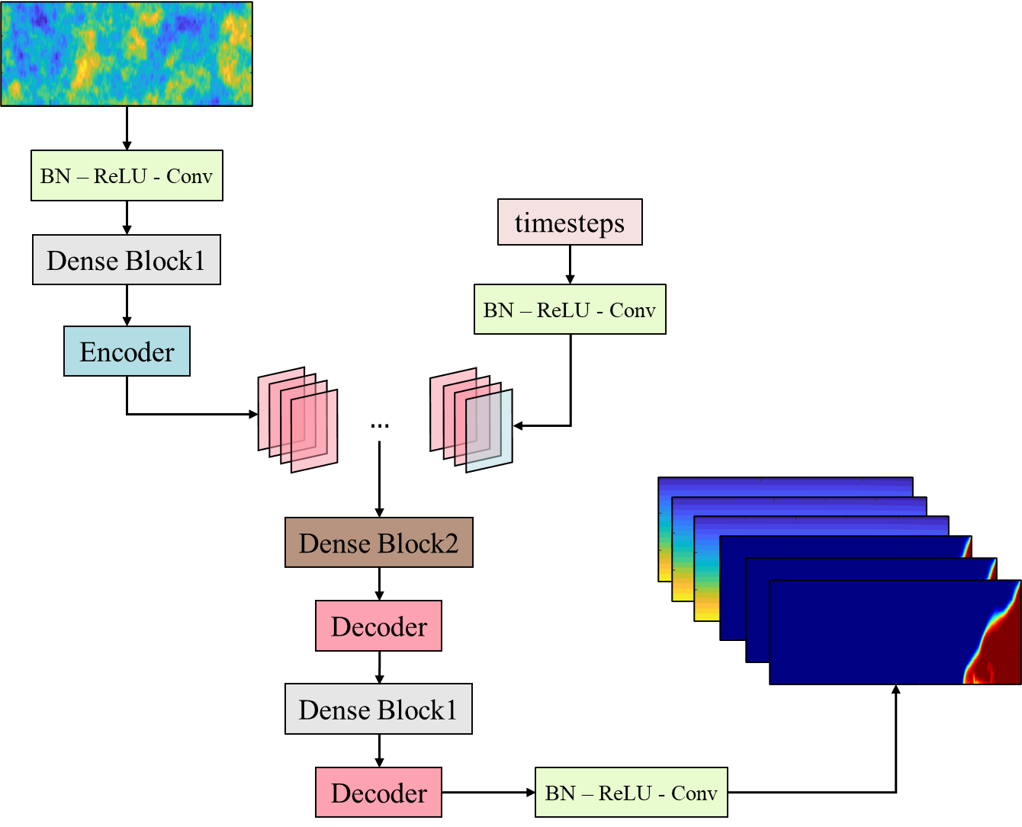 BN – ReLU - Conv
Dense Block1
Encoder
timesteps
BN – ReLU - Conv
...
Dense Block2
Decoder
Dense Block1
Decoder
BN – ReLU - Conv